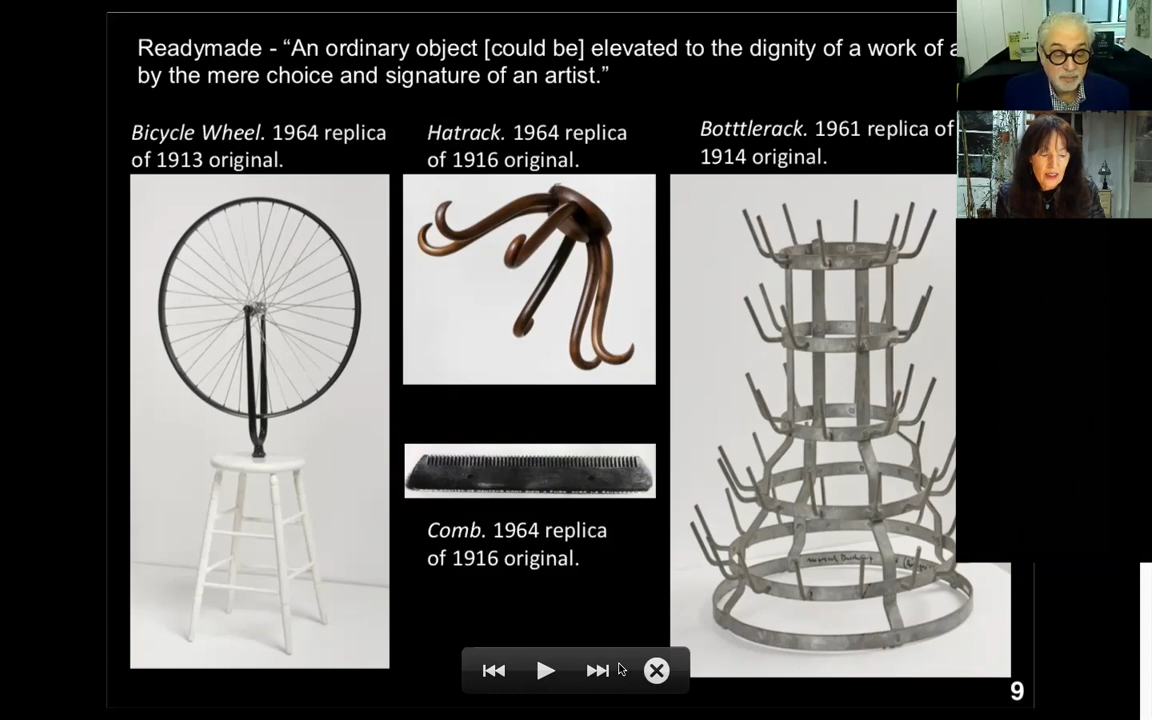 Readymade - “An ordinary object [could be] elevated to the dignity of a work of a
by the mere choice and signature of an artist.”
Bicycle Wheel. 1964 replica
of 1913 original.
Hatrack. 1964 replica
of 1916 original.
Botttlerack. 1961 replica of
1914 original.
Comb. 1964 replica
of 1916 original.
9